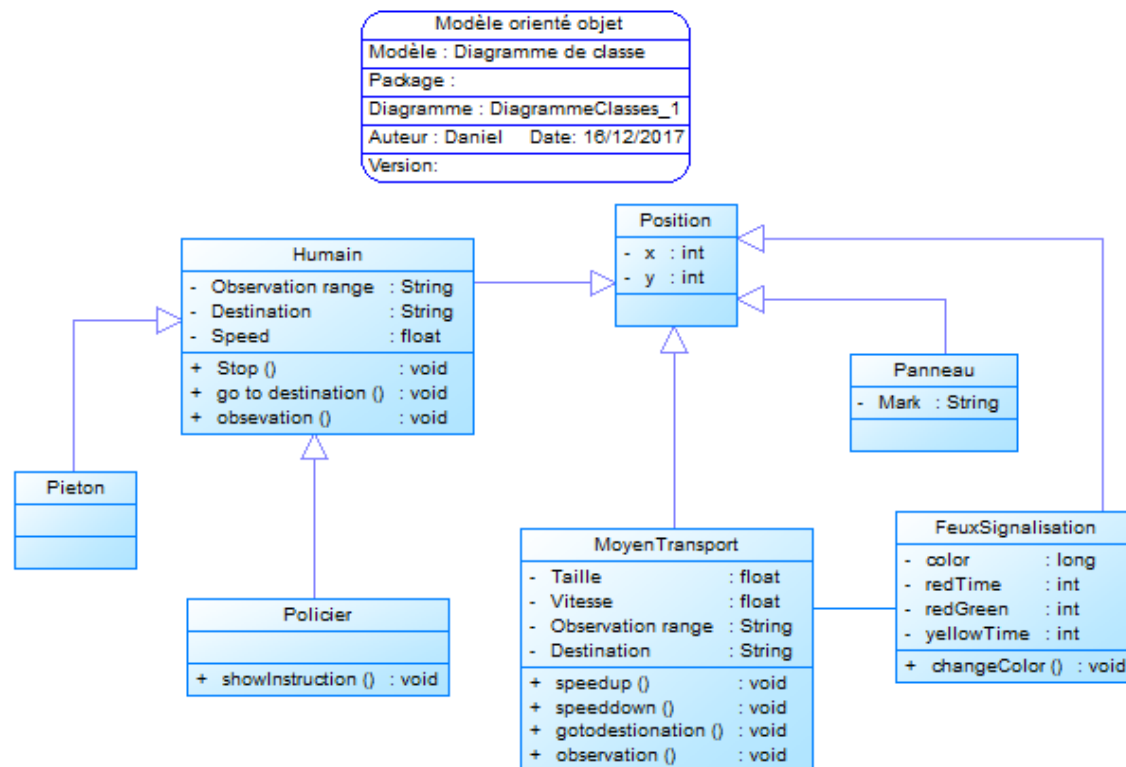 Modèle orienté objet
Modèle : Diagramme de classe
Package :
Diagramme : DiagrammeClasses_1
Auteur : Daniel Date: 16/12/2017
Version:
Position
- x : int
- y : int
Humain
- Observation range : String
- Destination : String
- Speed : float
+ Stop () : void
+ go to destination () : void
+ obsevation () : void
Panneau
- Mark : String
Pieton
Policier
+ showInstruction () : void
MoyenTransport
- Taille : float
- Vitesse : float
- Observation range : String
- Destination : String
+ speedup () : void
+ speeddown () : void
+ gotodestionation () : void
+ observation () : void
FeuxSignalisation
- color : long
- redTime : int
- redGreen : int
- yellowTime : int
+ changeColor () : void